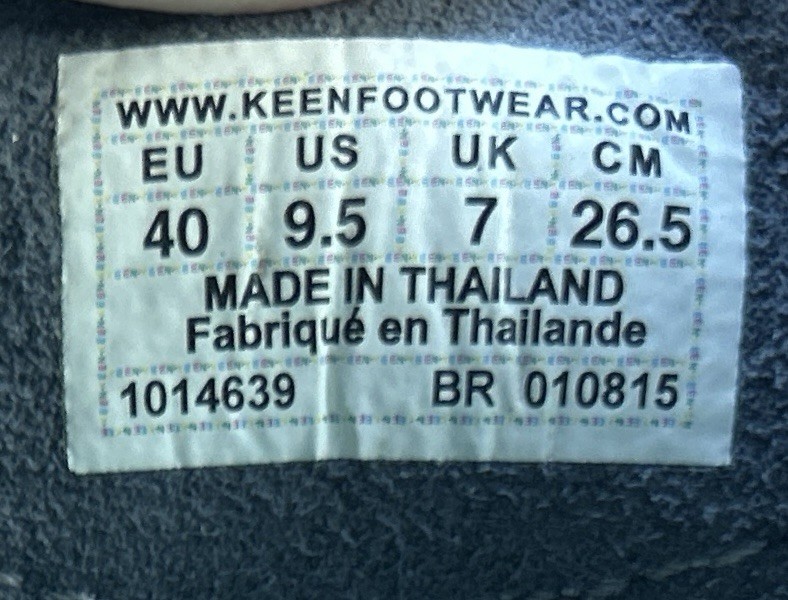 WWW.KEENFOOTWEAR.COM
EU US UK CM
40 9.5 7 26.5
MADE IN THAILAND
Fabriqué en Thailande
1014639 BR 010815